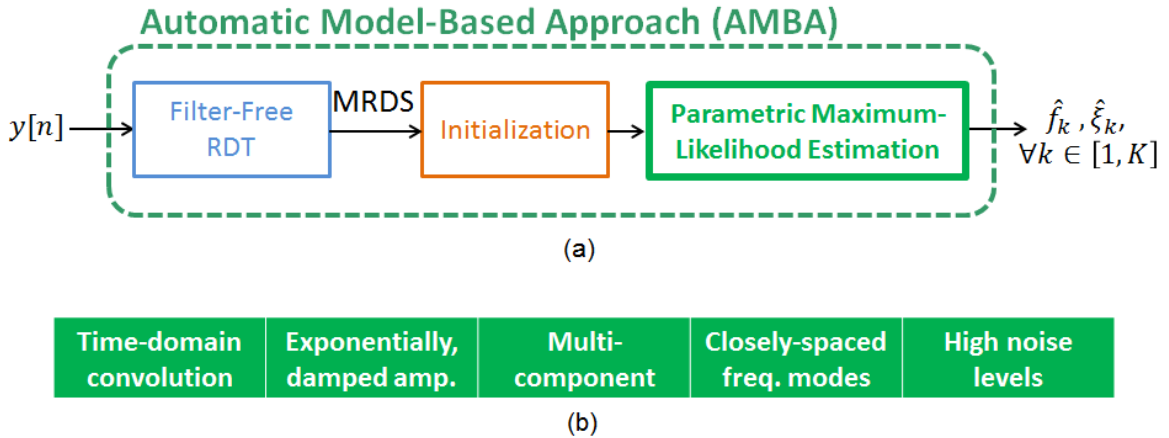 Automatic Model-Based Approach (AMBA)
y[n]
Filter-Free
RDT
MRDS
Initialization
Parametric Maximum-
Likelihood Estimation
f̂ₖ , ξ̂ₖ,
∀k ∈ [1, K]
(a)
Time-domain
convolution
Exponentially,
damped amp.
Multi-
component
Closely-spaced
freq. modes
High noise
levels
(b)